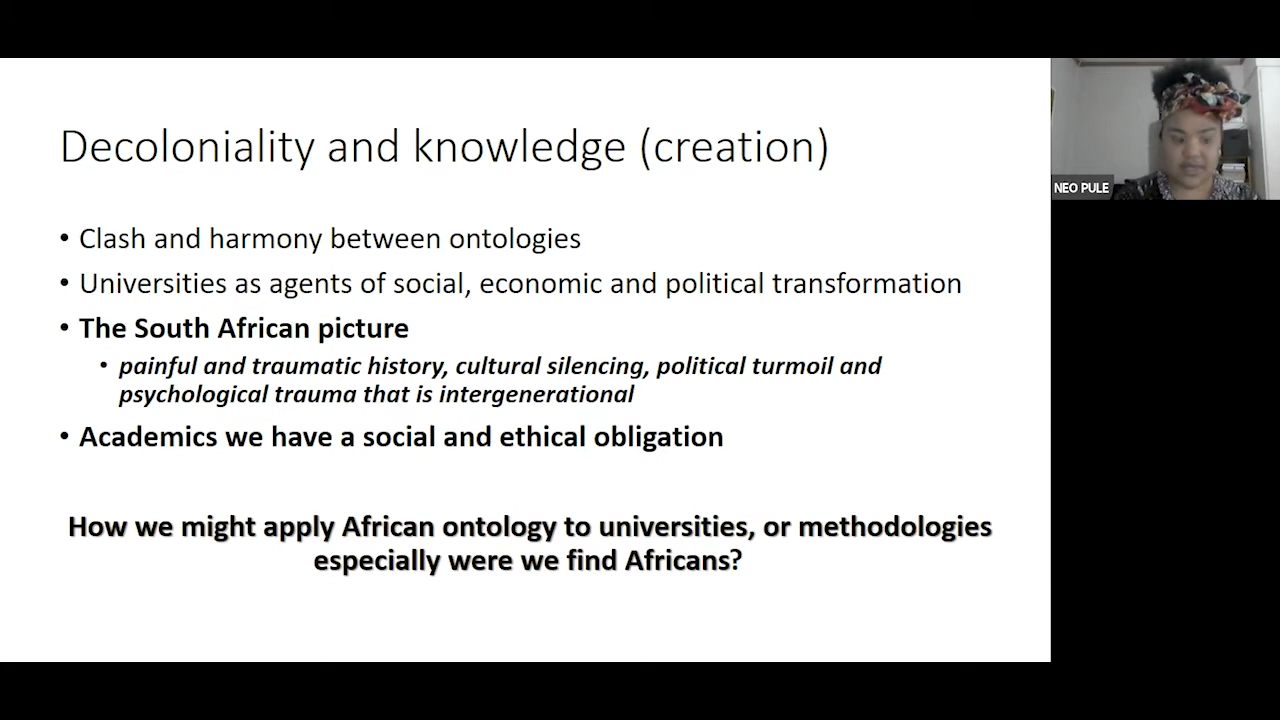 Decoloniality and knowledge (creation)
• Clash and harmony between ontologies
• Universities as agents of social, economic and political transformation
• The South African picture
• painful and traumatic history, cultural silencing, political turmoil and
psychological trauma that is intergenerational
• Academics we have a social and ethical obligation
How we might apply African ontology to universities, or methodologies
especially were we find Africans?
NEO PULE